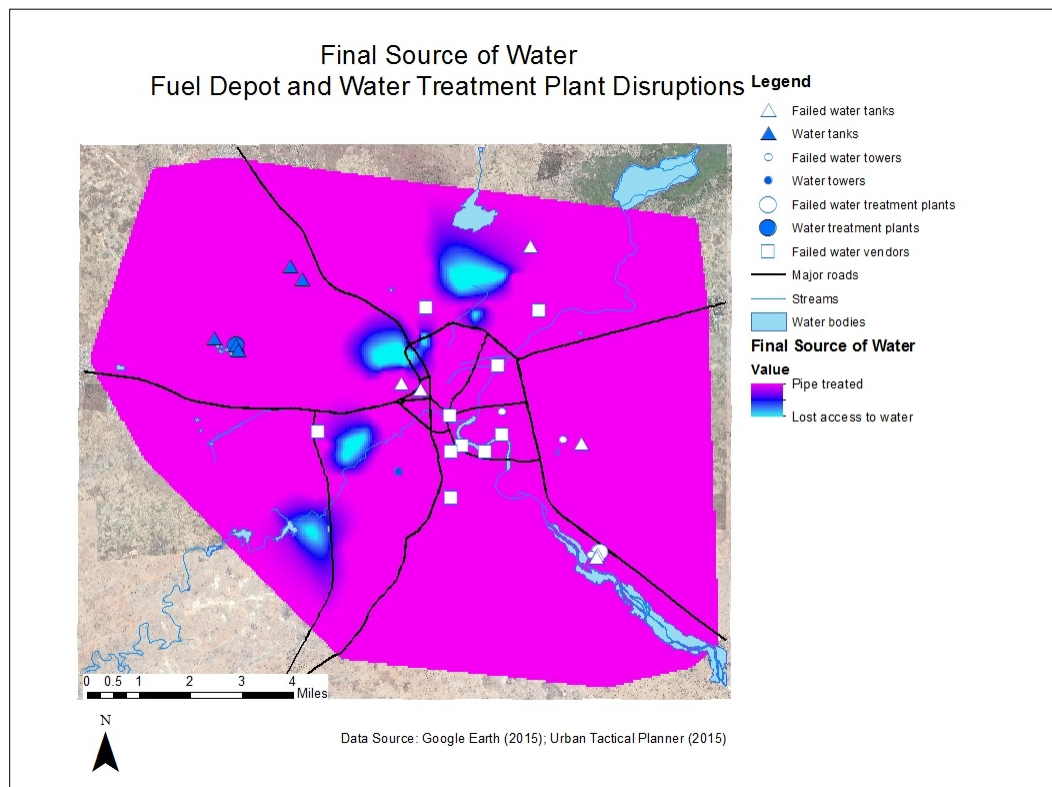 Final Source of Water
Fuel Depot and Water Treatment Plant Disruptions
Legend
Failed water tanks
Water tanks
Failed water towers
Water towers
Failed water treatment plants
Water treatment plants
Failed water vendors
Major roads
Streams
Water bodies
Final Source of Water
Value
Pipe treated
Lost access to water
0 0.5 1 2 3 4
Miles
N
Data Source: Google Earth (2015); Urban Tactical Planner (2015)